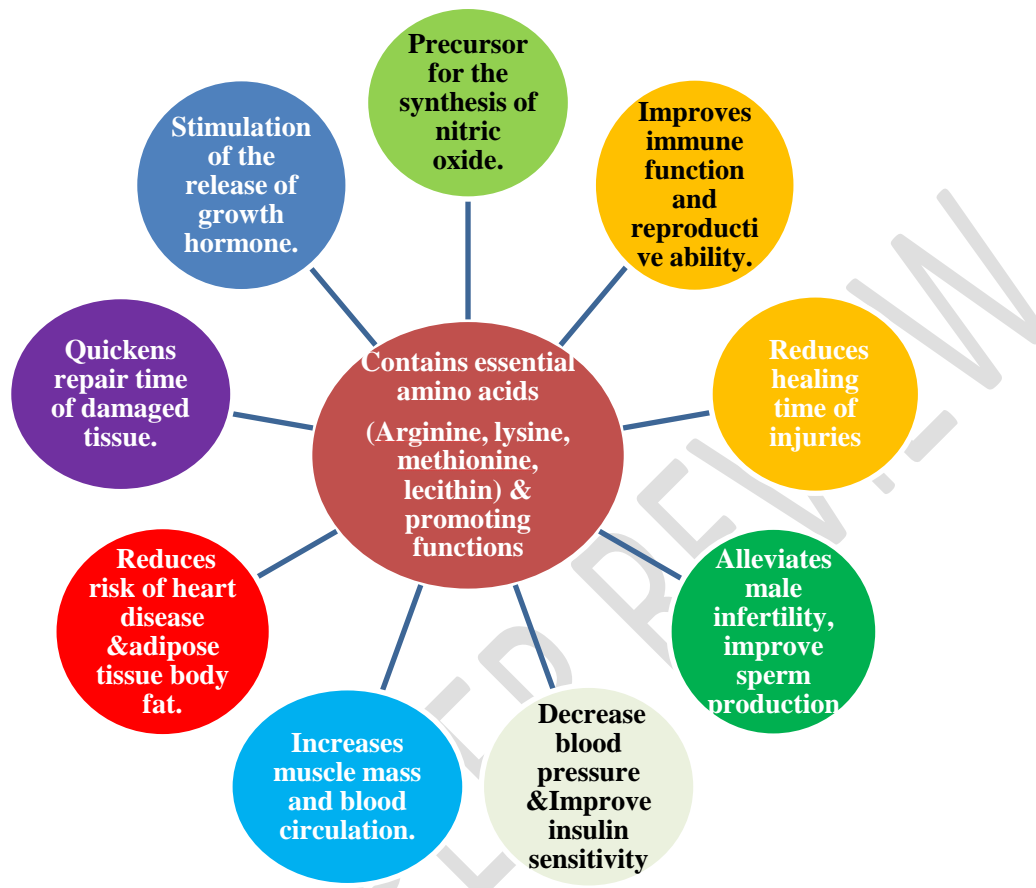 Precursor
for the
synthesis of
nitric
oxide.
Improves
immune
function
and
reproducti
ve ability.
Reduces
healing
time of
injuries
Alleviates
male
infertility,
improve
sperm
production
Decrease
blood
pressure
&Improve
insulin
sensitivity
Increases
muscle mass
and blood
circulation.
Reduces
risk of heart
disease
&adipose
tissue body
fat.
Quickens
repair time
of damaged
tissue.
Stimulation
of the
release of
growth
hormone.
Contains essential
amino acids
(Arginine, lysine,
methionine,
lecithin) &
promoting
functions